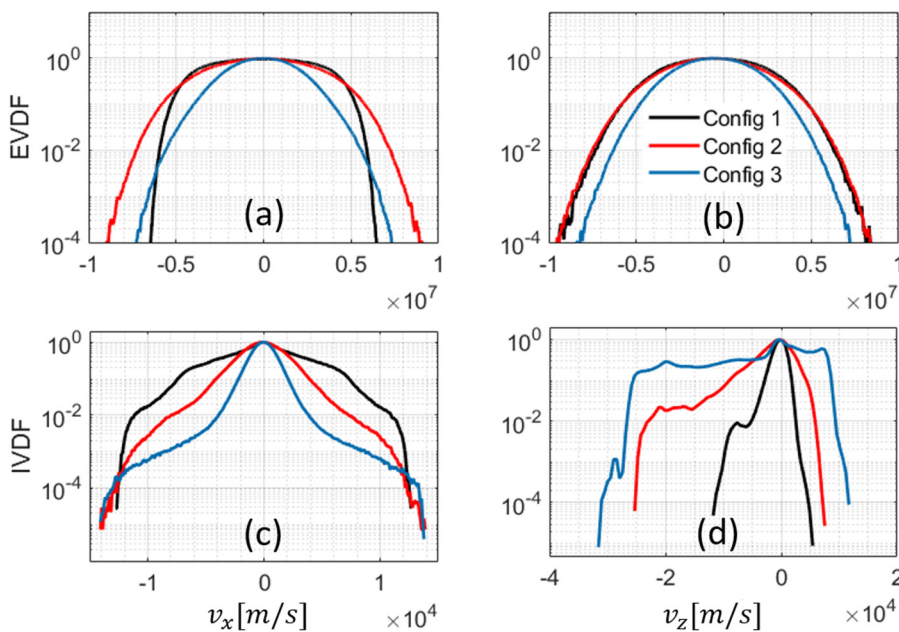 EVDF
10^0
10^-2
10^-4
(a)
-1 -0.5 0 0.5 1
×10^7
10^0
10^-2
10^-4
Config 1
Config 2
Config 3
(b)
-1 -0.5 0 0.5 1
×10^7
IVDF
10^0
10^-2
10^-4
(c)
-1 0 1
×10^4
v_x[m/s]
10^0
10^-2
10^-4
(d)
-40 -20 0 20
×10^4
v_z[m/s]